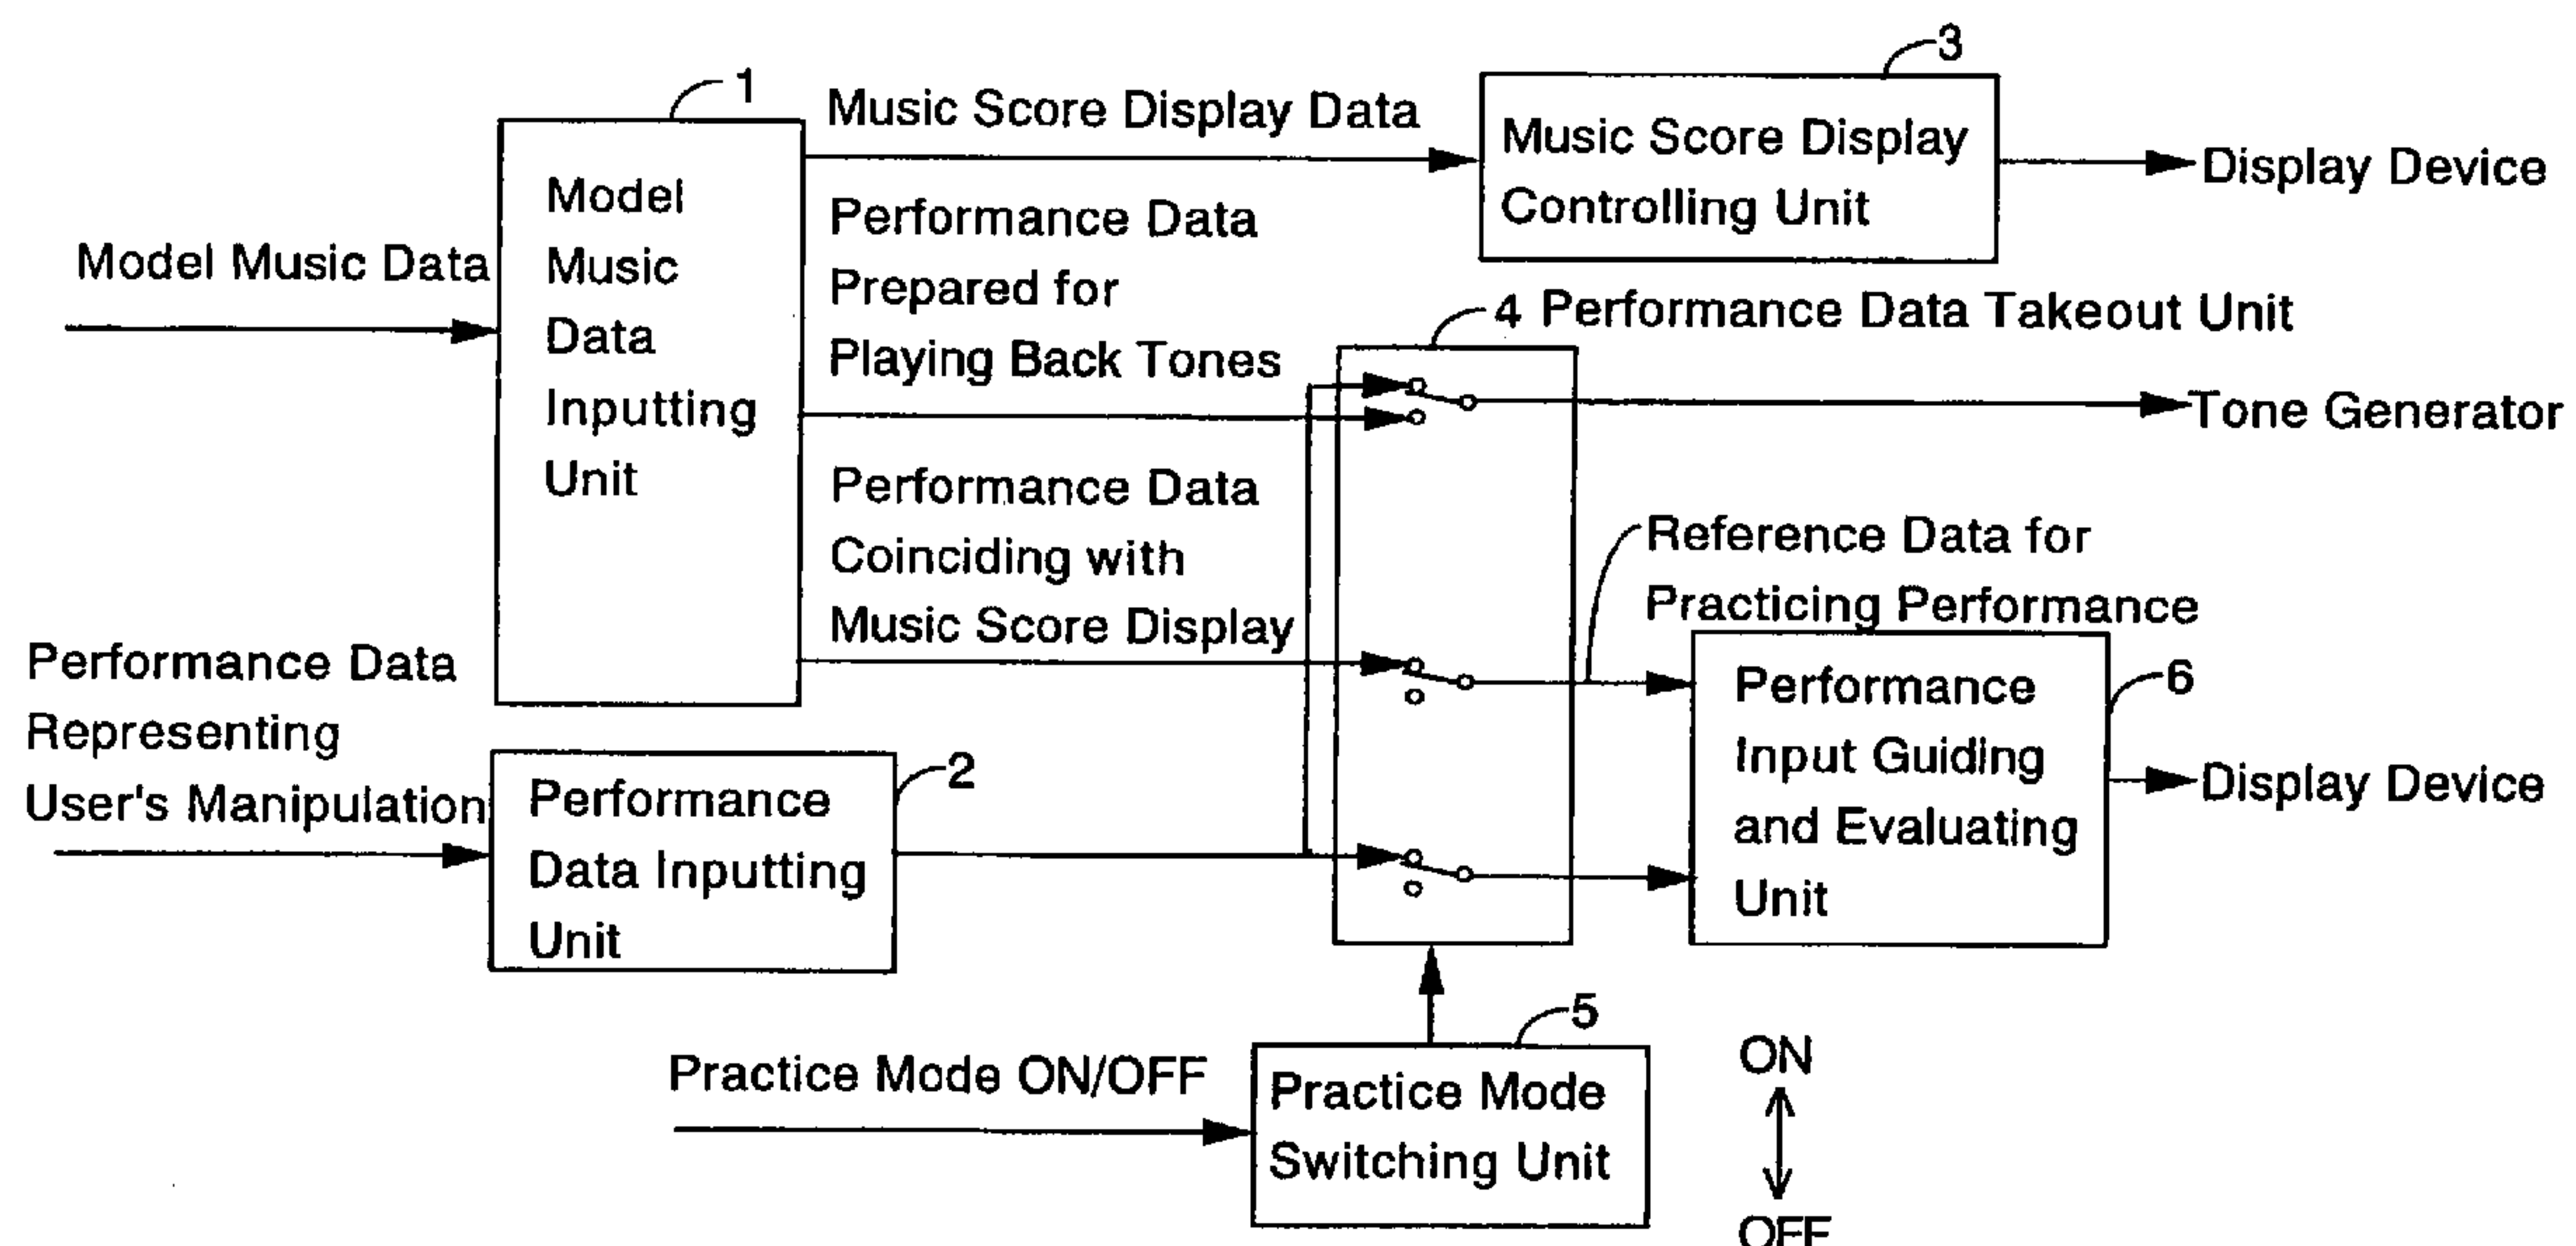 1
Model
Music
Data
Inputting
Unit
Model Music Data
Music Score Display Data
3
Music Score Display
Controlling Unit
Display Device
Performance Data
Prepared for
Playing Back Tones
4 Performance Data Takeout Unit
Tone Generator
Performance Data
Coinciding with
Music Score Display
Reference Data for
Practicing Performance
Performance Data
Representing
User's Manipulation
2
Performance
Data Inputting
Unit
6
Performance
Input Guiding
and Evaluating
Unit
Display Device
Practice Mode ON/OFF
5
Practice Mode
Switching Unit
ON
OFF